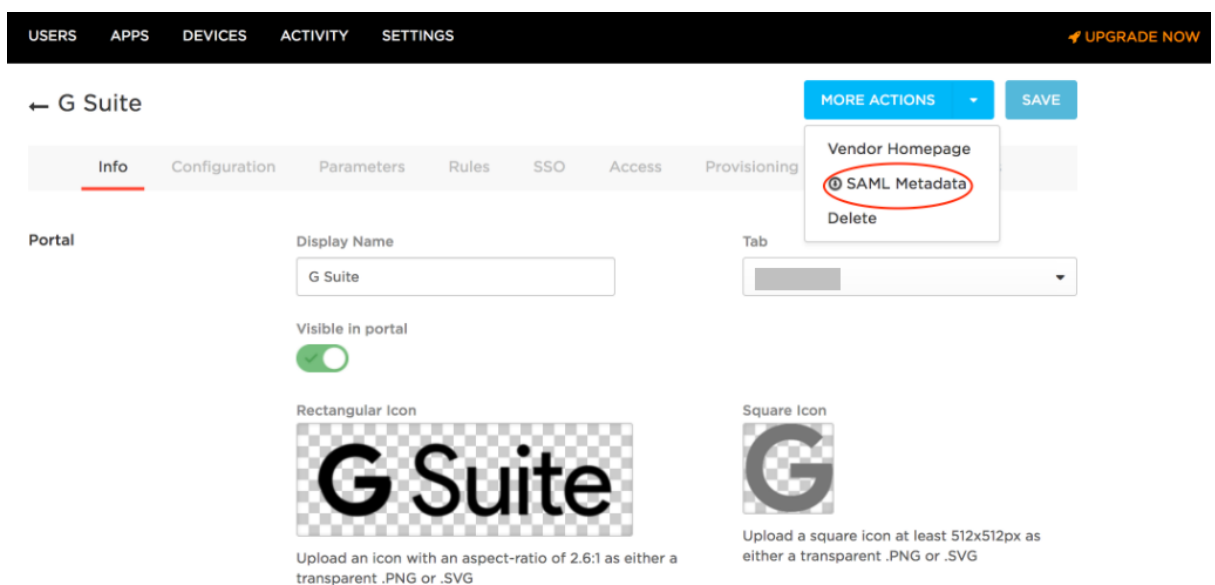 USERS APPS DEVICES ACTIVITY SETTINGS UPGRADE NOW
← G Suite MORE ACTIONS SAVE
Vendor Homepage
Info Configuration Parameters Rules SSO Access Provisioning
SAML Metadata
Delete
Portal Display Name Tab
G Suite
Visible in portal
Rectangular Icon Square Icon
G Suite G
Upload an icon with an aspect-ratio of 2.6:1 as either a
transparent .PNG or .SVG
Upload a square icon at least 512x512px as
either a transparent .PNG or .SVG